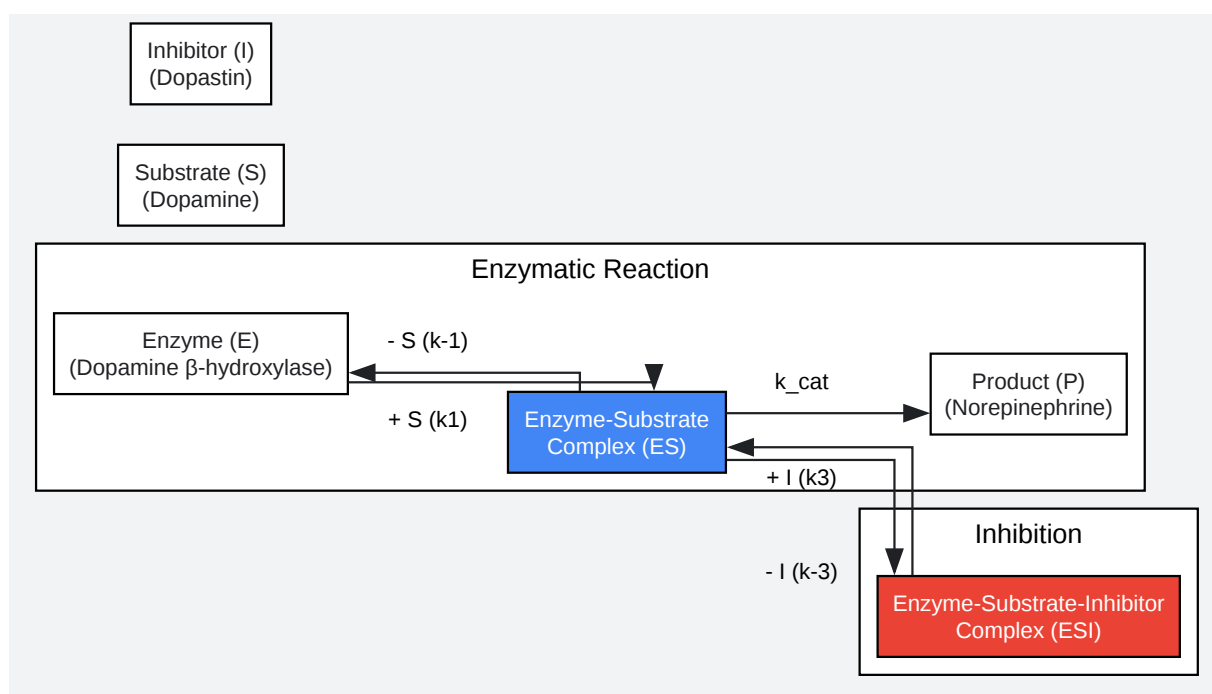 Inhibitor (I)
(Dopastin)
Substrate (S)
(Dopamine)
Enzymatic Reaction
Enzyme (E)
(Dopamine β-hydroxylase)
- S (k-1)
+ S (k1)
Enzyme-Substrate
Complex (ES)
k_cat
Product (P)
(Norepinephrine)
+ I (k3)
Inhibition
- I (k-3)
Enzyme-Substrate-Inhibitor
Complex (ESI)